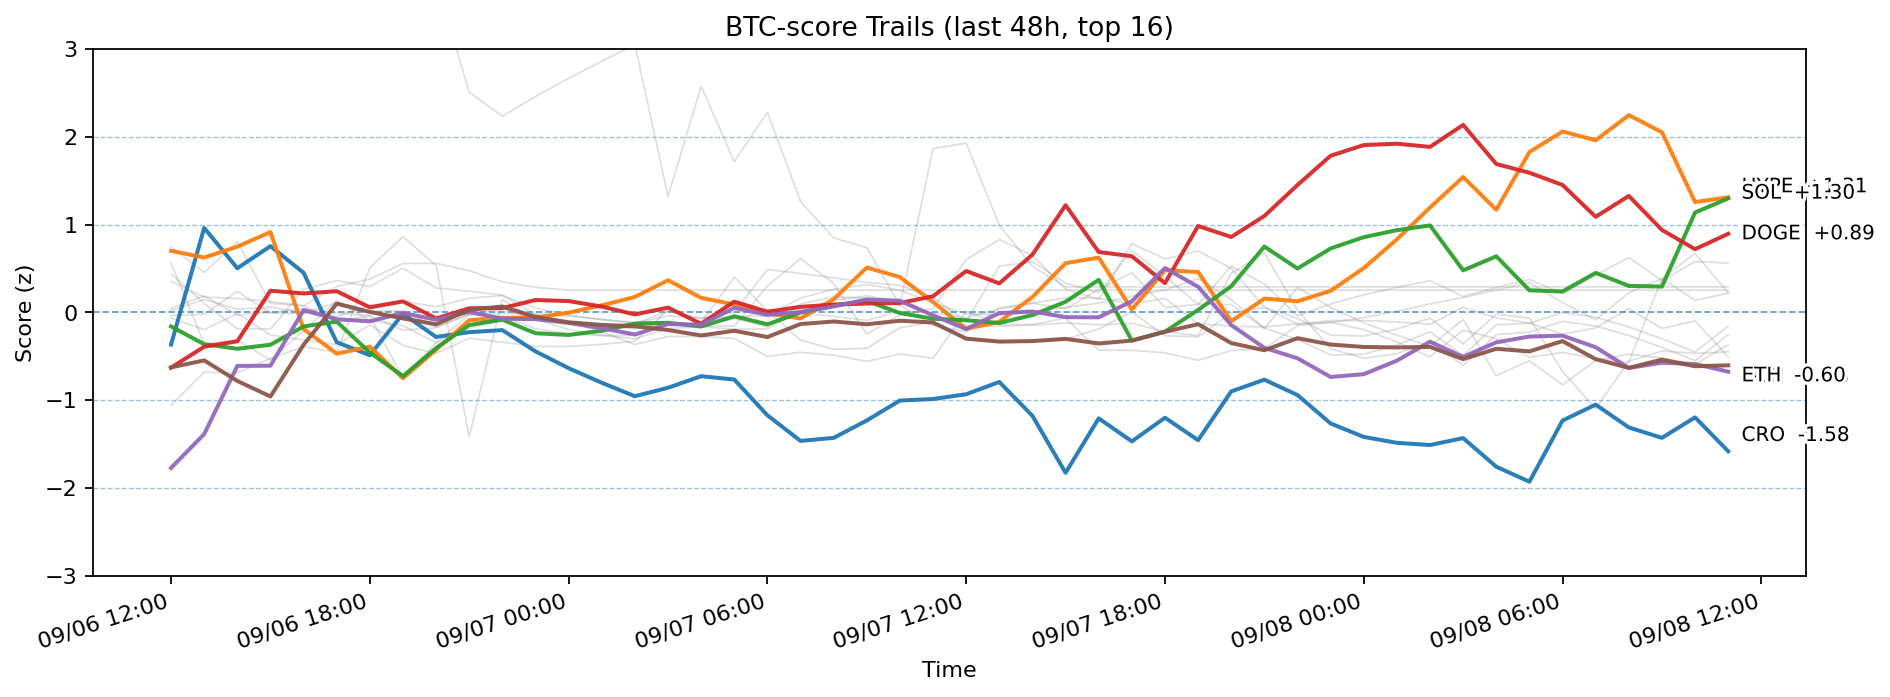 BTC-score Trails (last 48h, top 16)
Score (z)
3
2
1
0
−1
−2
−3
SOL +1.30
DOGE +0.89
ETH -0.60
CRO -1.58
09/06 12:00
09/06 18:00
09/07 00:00
09/07 06:00
09/07 12:00
09/07 18:00
09/08 00:00
09/08 06:00
09/08 12:00
Time